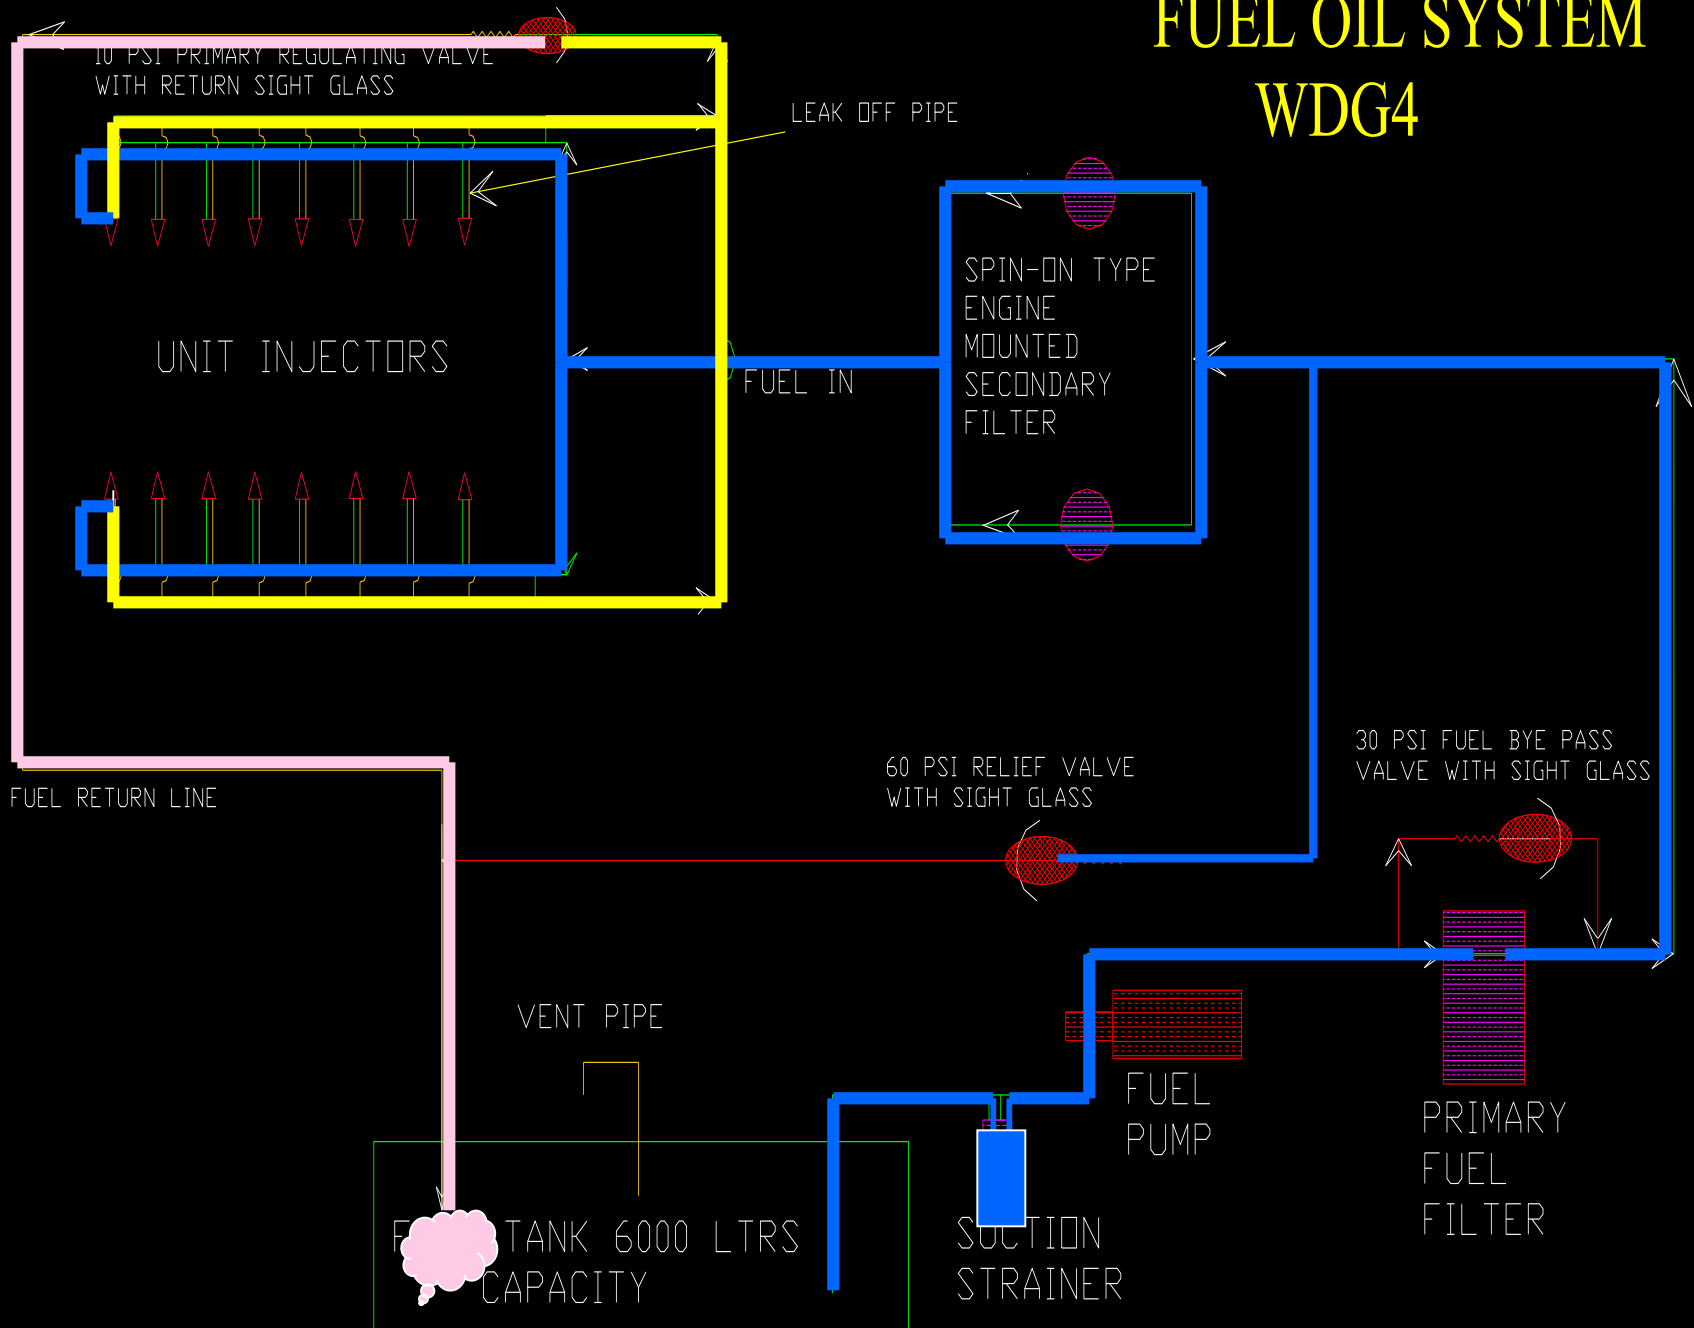 FUEL OIL SYSTEM
WDG4
10 PSI PRIMARY REGULATING VALVE
WITH RETURN SIGHT GLASS
LEAK OFF PIPE
SPIN-ON TYPE
ENGINE
MOUNTED
SECONDARY
FILTER
UNIT INJECTORS
FUEL IN
30 PSI FUEL BYE PASS
VALVE WITH SIGHT GLASS
60 PSI RELIEF VALVE
WITH SIGHT GLASS
FUEL RETURN LINE
VENT PIPE
FUEL
PUMP
PRIMARY
FUEL
FILTER
TANK 6000 LTRS
CAPACITY
SUCTION
STRAINER